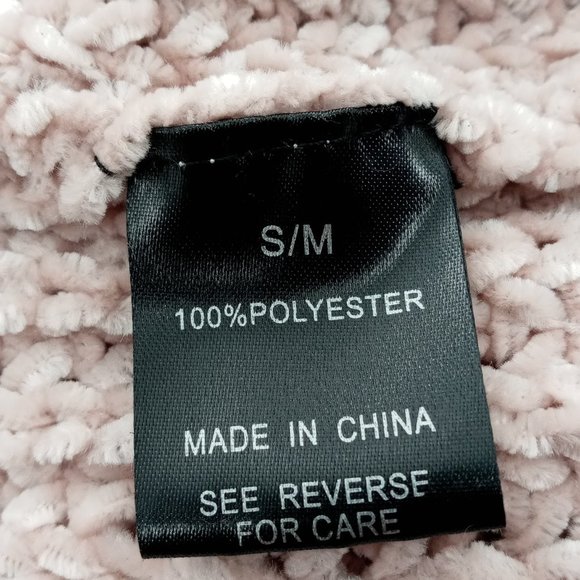 S/M
100%POLYESTER
MADE IN CHINA
SEE REVERSE
FOR CARE